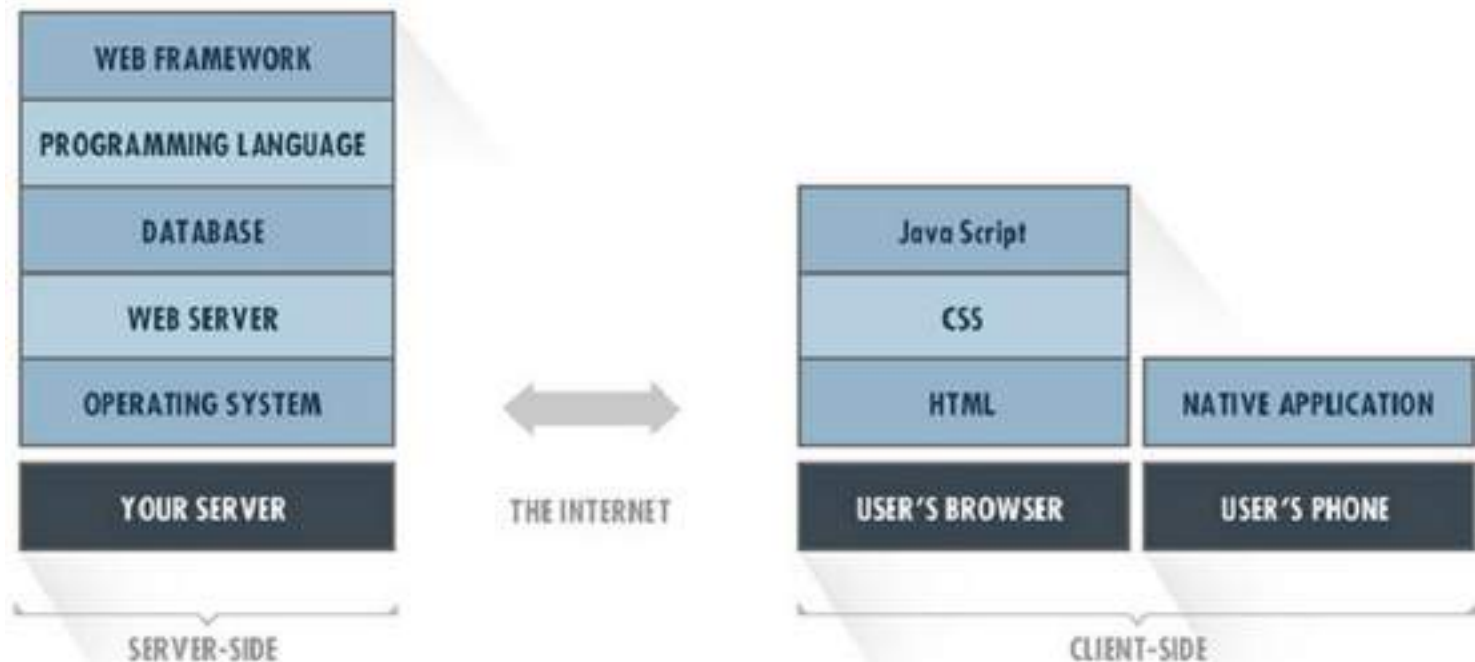 WEB FRAMEWORK
PROGRAMMING LANGUAGE
DATABASE
WEB SERVER
OPERATING SYSTEM
YOUR SERVER
SERVER-SIDE
THE INTERNET
Java Script
CSS
HTML
USER'S BROWSER
NATIVE APPLICATION
USER'S PHONE
CLIENT-SIDE